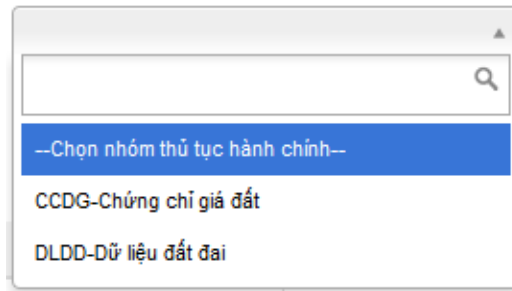 --Chọn nhóm thủ tục hành chính--
CCDG-Chứng chỉ giá đất
DLDD-Dữ liệu đất đai